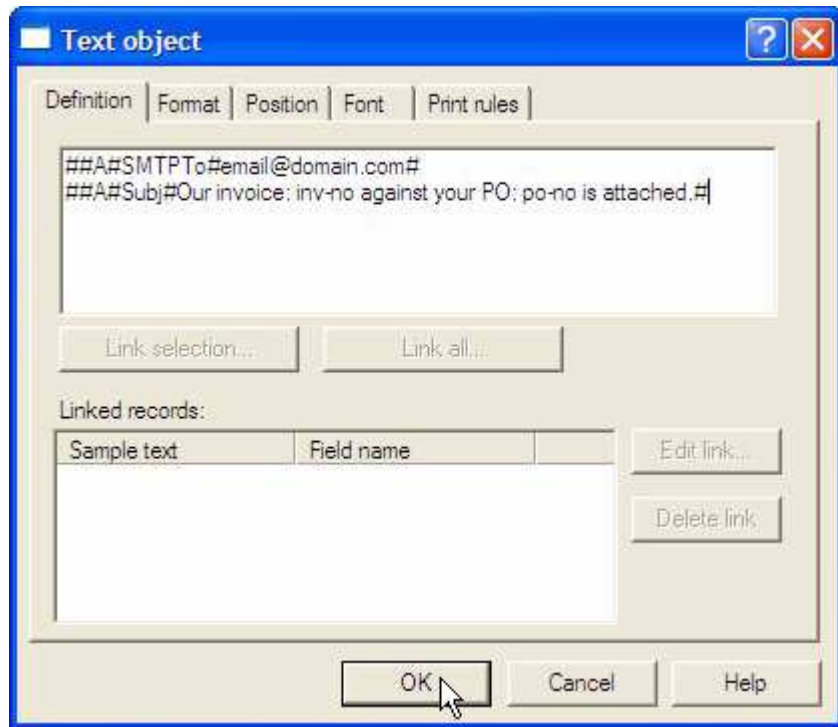 Text object
Definition Format Position Font Print rules
##A#SMTPTo#email@domain.com#
##A#Subj#Our invoice: inv-no against your PO: po-no is attached.#
Link selection... Link all....
Linked records:
Sample text Field name
Edit link...
Delete link
OK Cancel Help